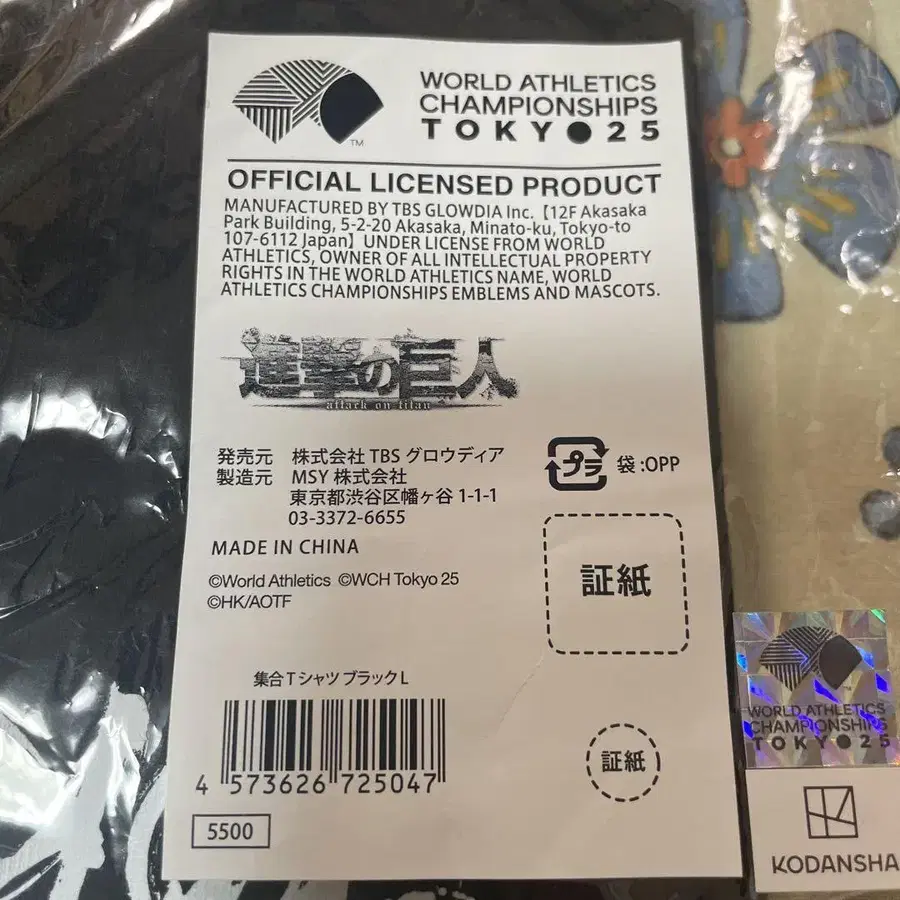 WORLD ATHLETICS
CHAMPIONSHIPS
TOKYO25
TM
OFFICIAL LICENSED PRODUCT
MANUFACTURED BY TBS GLOWDIA Inc.【12F Akasaka
Park Building, 5-2-20 Akasaka, Minato-ku, Tokyo-to
107-6112 Japan】UNDER LICENSE FROM WORLD
ATHLETICS, OWNER OF ALL INTELLECTUAL PROPERTY
RIGHTS IN THE WORLD ATHLETICS NAME, WORLD
ATHLETICS CHAMPIONSHIPS EMBLEMS AND MASCOTS.
進撃の巨人
attack on titan
発売元 株式会社 TBS グロウディア
製造元 MSY 株式会社
東京都渋谷区幡ヶ谷 1-1-1
03-3372-6655
プラ 袋:OPP
MADE IN CHINA
©World Athletics ©WCH Tokyo 25
©HK/AOTF
証紙
集合Tシャツ ブラックL
4 573626 725047
証紙
5500
WORLD ATHLETICS
CHAMPIONSHIPS
TOKYO25
KODANSHA